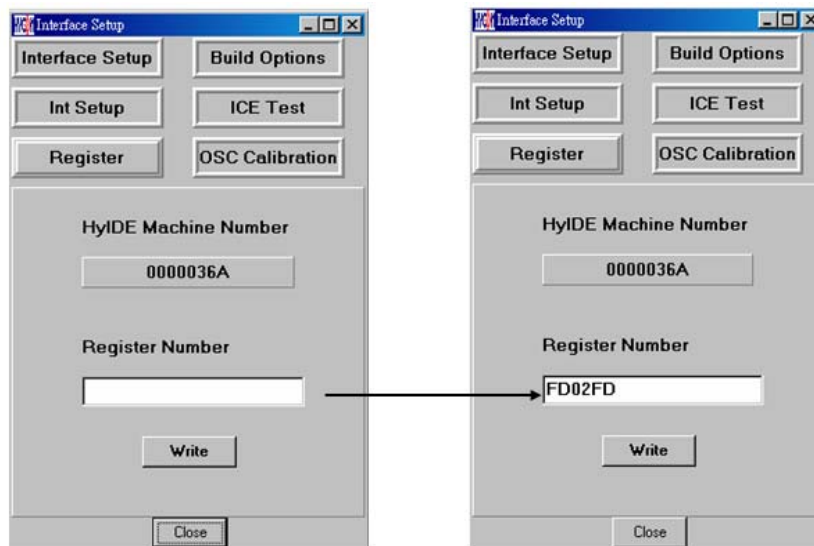 Interface Setup
Interface Setup
Build Options
Int Setup
ICE Test
Register
OSC Calibration
HyIDE Machine Number
0000036A
Register Number
Write
Close
Interface Setup
Interface Setup
Build Options
Int Setup
ICE Test
Register
OSC Calibration
HyIDE Machine Number
0000036A
Register Number
FD02FD
Write
Close